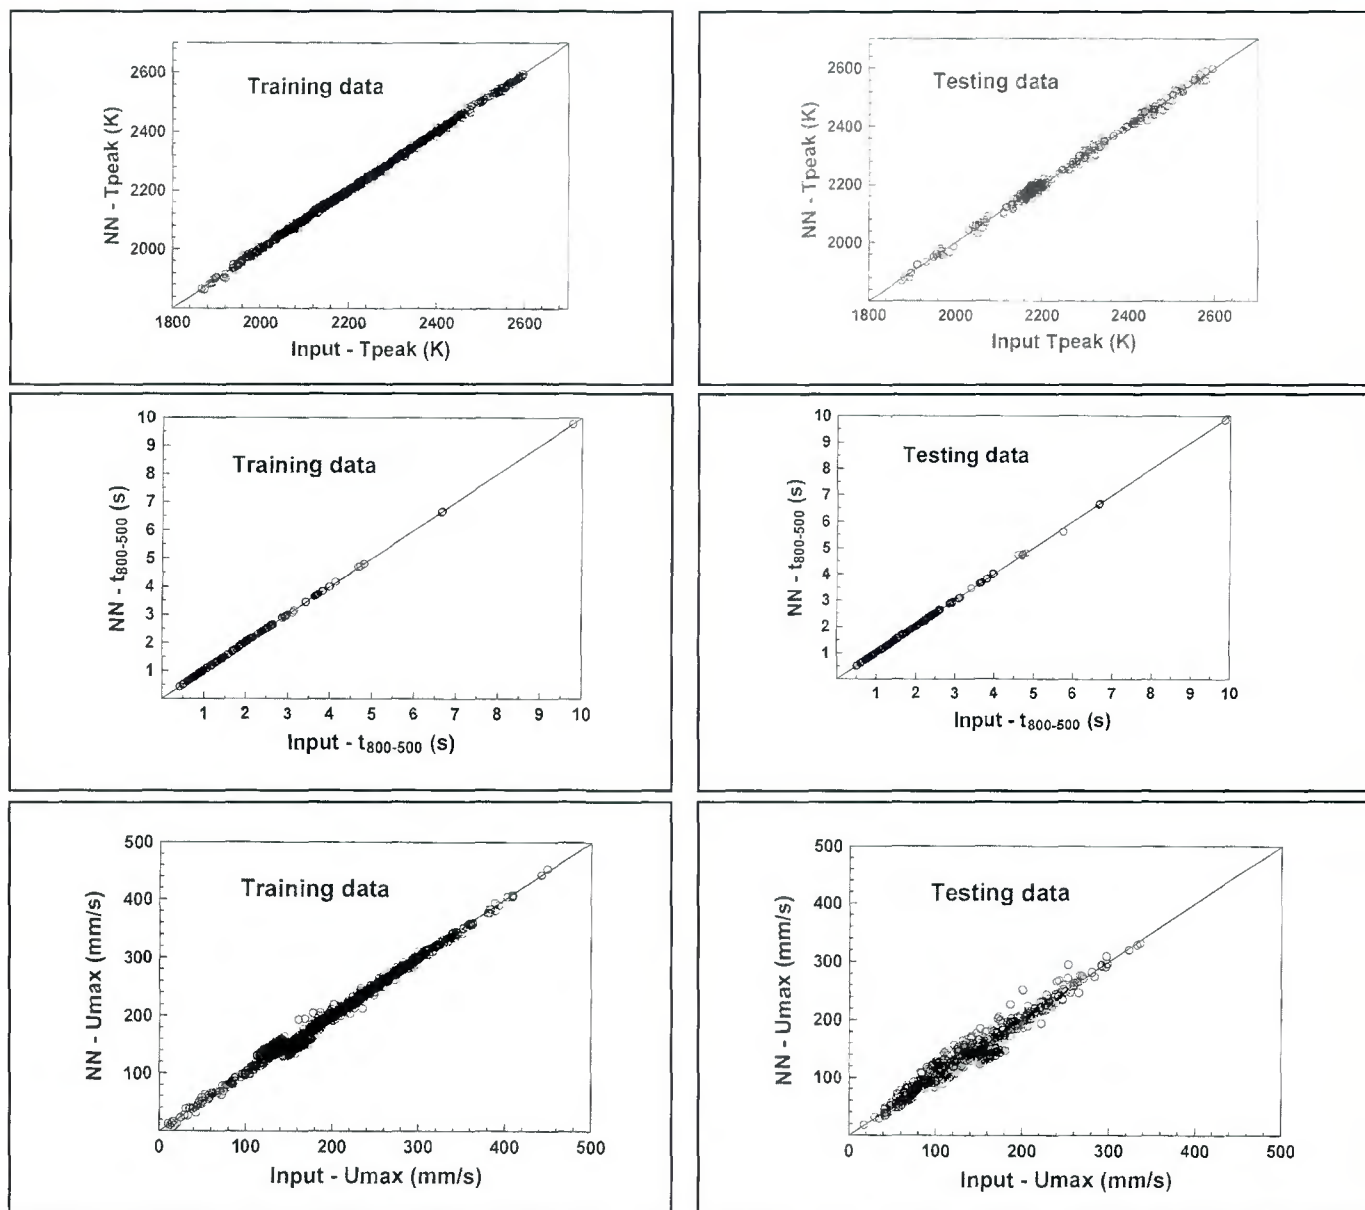 Training data
NN - Tpeak (K)
2600
2400
2200
2000
1800 2000 2200 2400 2600
Input - Tpeak (K)
Testing data
NN - Tpeak (K)
2600
2400
2200
2000
1800 2000 2200 2400 2600
Input Tpeak (K)
Training data
NN - t800-500 (s)
10
9
8
7
6
5
4
3
2
1
1 2 3 4 5 6 7 8 9 10
Input - t800-500 (s)
Testing data
NN - t800-500 (s)
10
9
8
7
6
5
4
3
2
1
1 2 3 4 5 6 7 8 9 10
Input - t800-500 (s)
Training data
NN - Umax (mm/s)
500
400
300
200
100
0 100 200 300 400 500
Input - Umax (mm/s)
Testing data
NN - Umax (mm/s)
500
400
300
200
100
0 100 200 300 400 500
Input - Umax (mm/s)